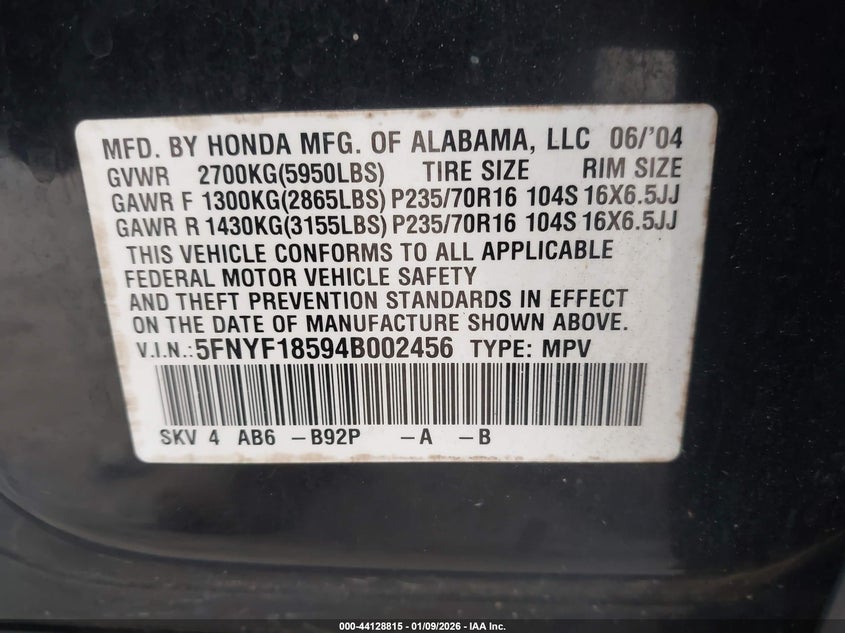 MFD. BY HONDA MFG. OF ALABAMA, LLC 06/'04
GVWR 2700KG(5950LBS) TIRE SIZE RIM SIZE
GAWR F 1300KG(2865LBS) P235/70R16 104S 16X6.5JJ
GAWR R 1430KG(3155LBS) P235/70R16 104S 16X6.5JJ
THIS VEHICLE CONFORMS TO ALL APPLICABLE
FEDERAL MOTOR VEHICLE SAFETY
AND THEFT PREVENTION STANDARDS IN EFFECT
ON THE DATE OF MANUFACTURE SHOWN ABOVE.
V.I.N.: 5FNYF18594B002456 TYPE: MPV
SKV 4 AB6 –B92P –A –B
000-44128815 - 01/09/2026 - IAA Inc.